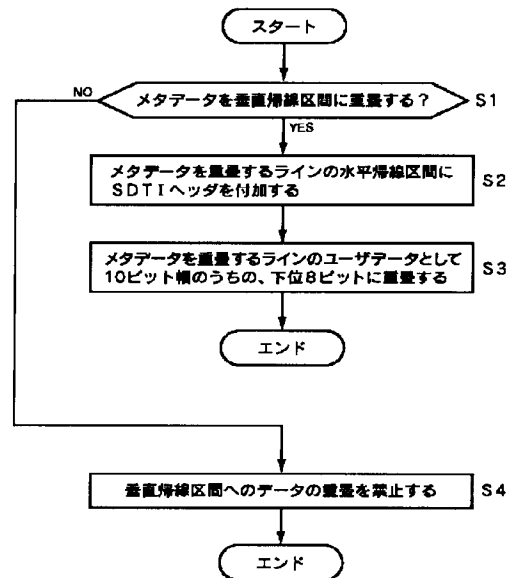 スタート
メタデータを垂直帰線区間に重畳する？
S1
NO
YES
メタデータを重畳するラインの水平帰線区間に
SDTIヘッダを付加する
S2
メタデータを重畳するラインのユーザデータとして
10ビット幅のうちの、下位8ビットに重畳する
S3
エンド
垂直帰線区間へのデータの重畳を禁止する
S4
エンド